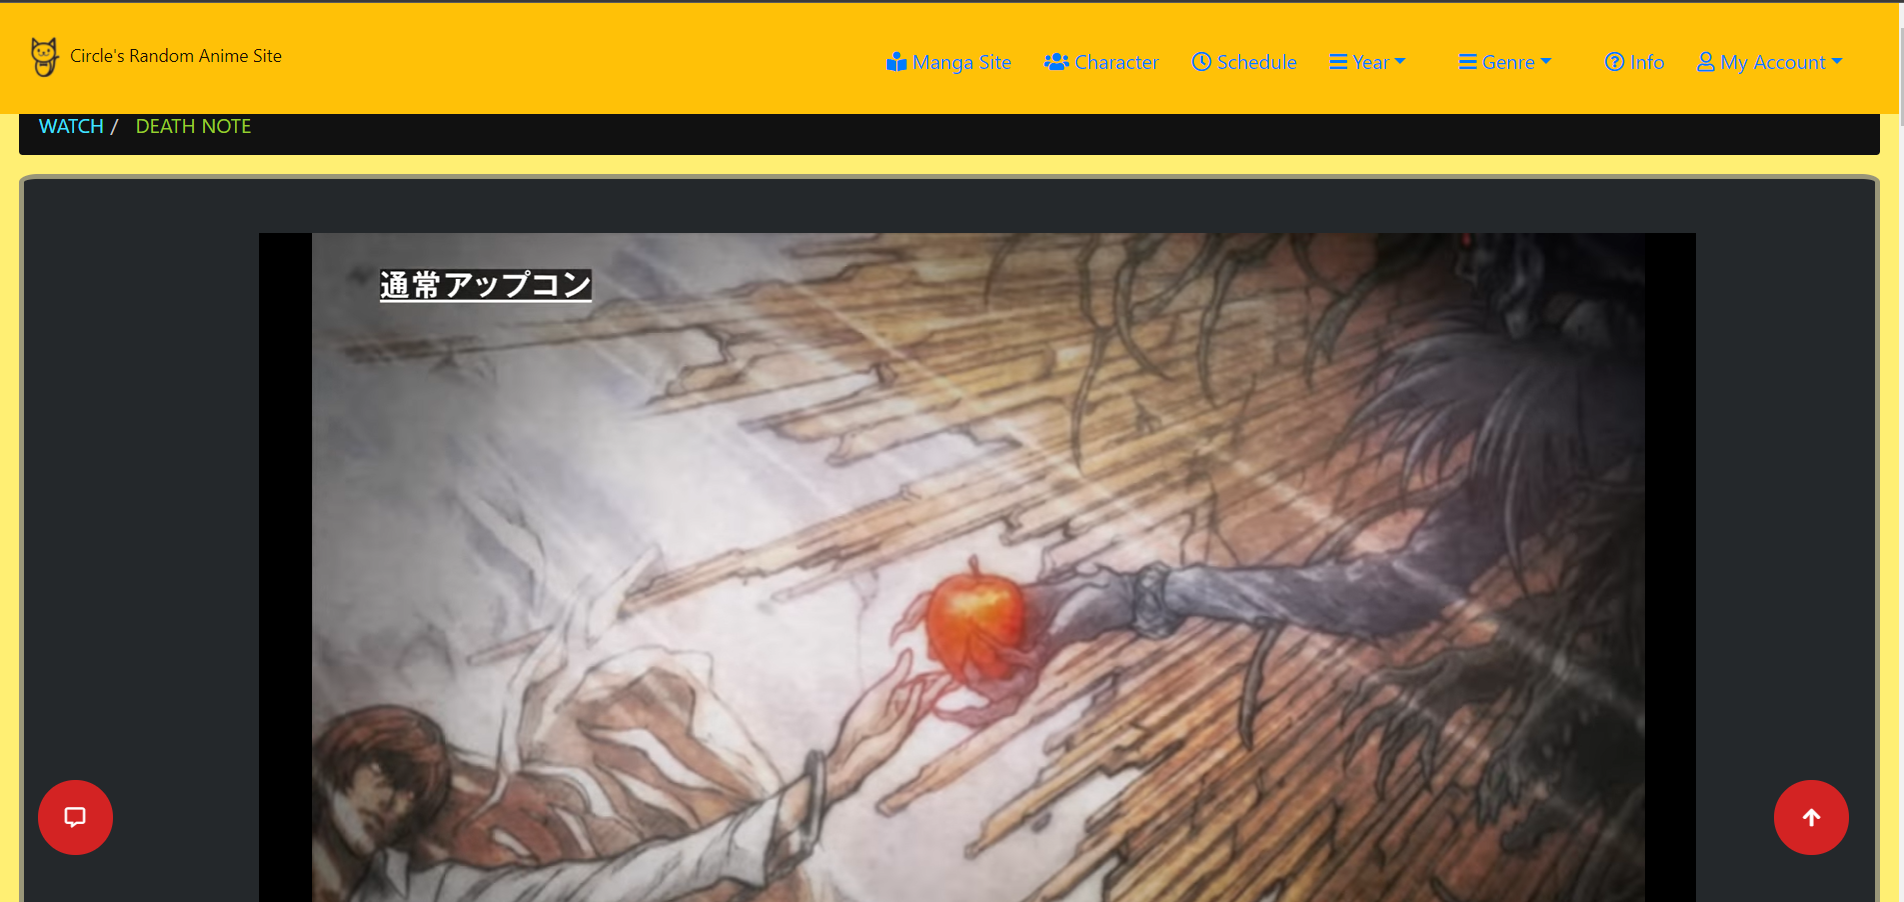 Circle's Random Anime Site
Manga Site Character Schedule Year Genre Info My Account
WATCH / DEATH NOTE
通常アップコン